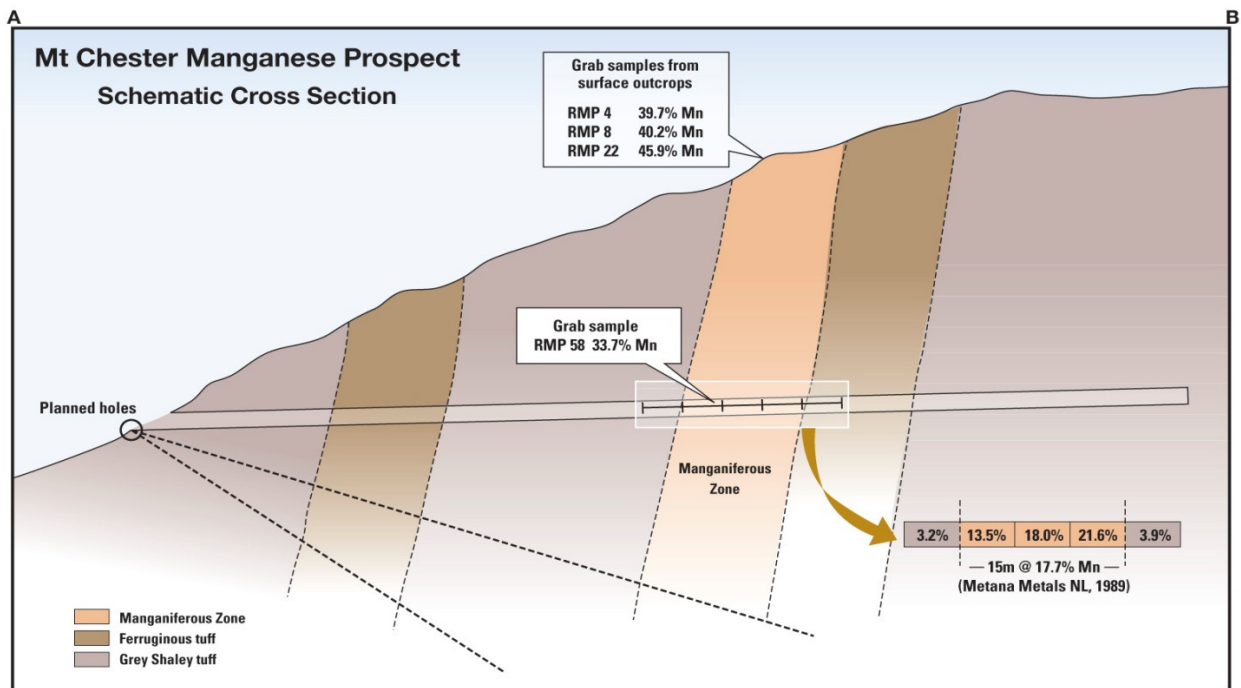 A
B
Mt Chester Manganese Prospect
Schematic Cross Section
Grab samples from
surface outcrops
RMP 4 39.7% Mn
RMP 8 40.2% Mn
RMP 22 45.9% Mn
Grab sample
RMP 58 33.7% Mn
Planned holes
Manganiferous
Zone
3.2% 13.5% 18.0% 21.6% 3.9%
— 15m @ 17.7% Mn —
(Metana Metals NL, 1989)
Manganiferous Zone
Ferruginous tuff
Grey Shaley tuff